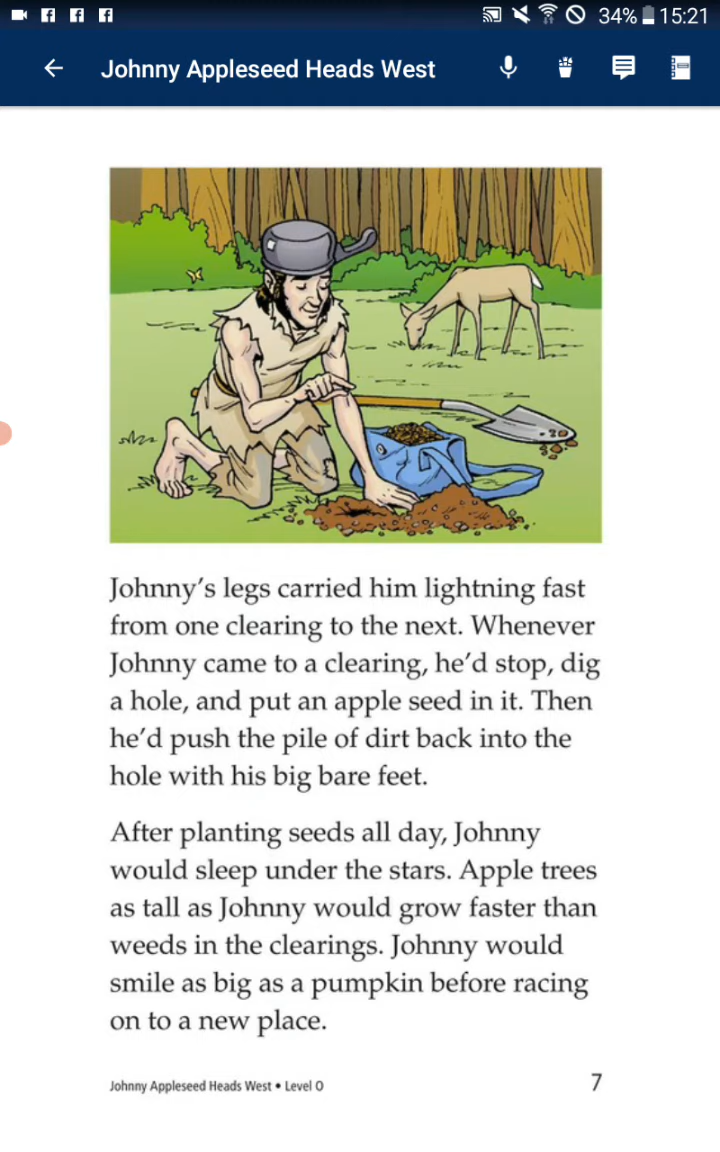 34% 15:21
Johnny Appleseed Heads West
Johnny’s legs carried him lightning fast
from one clearing to the next. Whenever
Johnny came to a clearing, he’d stop, dig
a hole, and put an apple seed in it. Then
he’d push the pile of dirt back into the
hole with his big bare feet.
After planting seeds all day, Johnny
would sleep under the stars. Apple trees
as tall as Johnny would grow faster than
weeds in the clearings. Johnny would
smile as big as a pumpkin before racing
on to a new place.
Johnny Appleseed Heads West • Level O 7